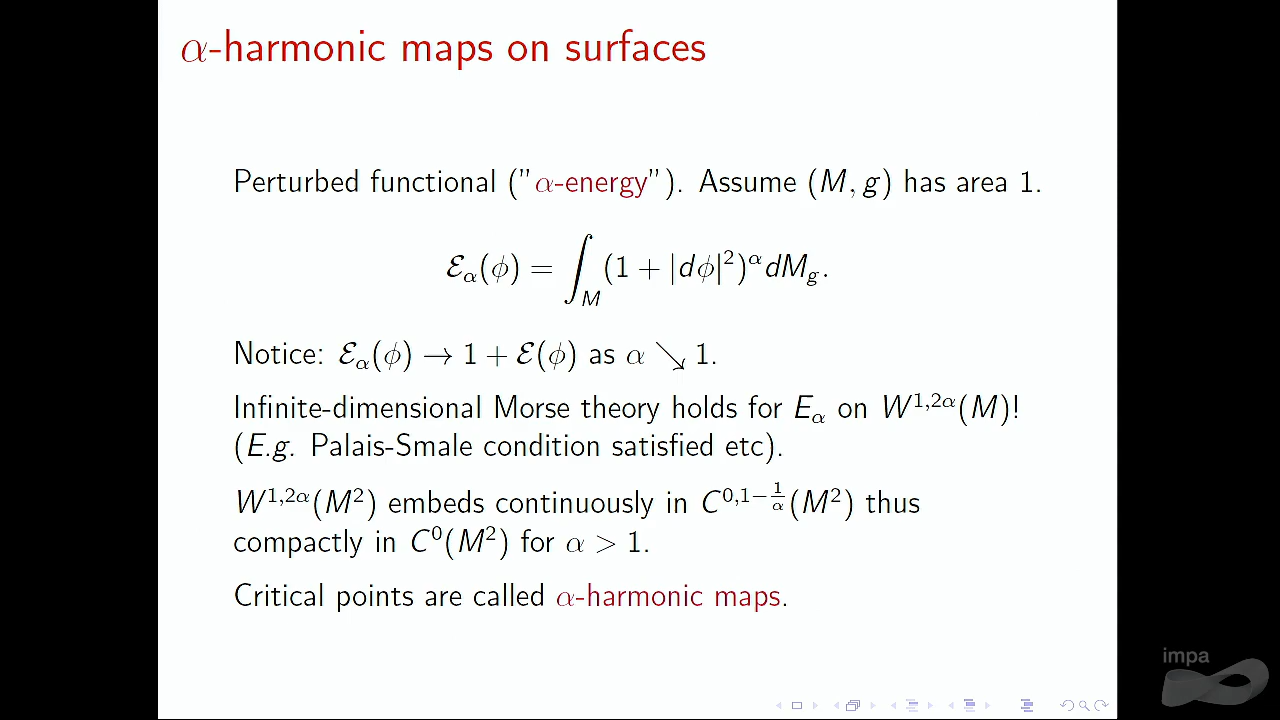 α-harmonic maps on surfaces
Perturbed functional ("α-energy"). Assume (M, g) has area 1.
ℰ_α(ϕ) = ∫_M (1 + |dϕ|²)^α dM_g.
Notice: ℰ_α(ϕ) → 1 + ℰ(ϕ) as α ↘ 1.
Infinite-dimensional Morse theory holds for E_α on W^{1,2α}(M)!
(E.g. Palais-Smale condition satisfied etc).
W^{1,2α}(M²) embeds continuously in C^{0,1−\frac{1}{α}}(M²) thus
compactly in C⁰(M²) for α > 1.
Critical points are called α-harmonic maps.
impa